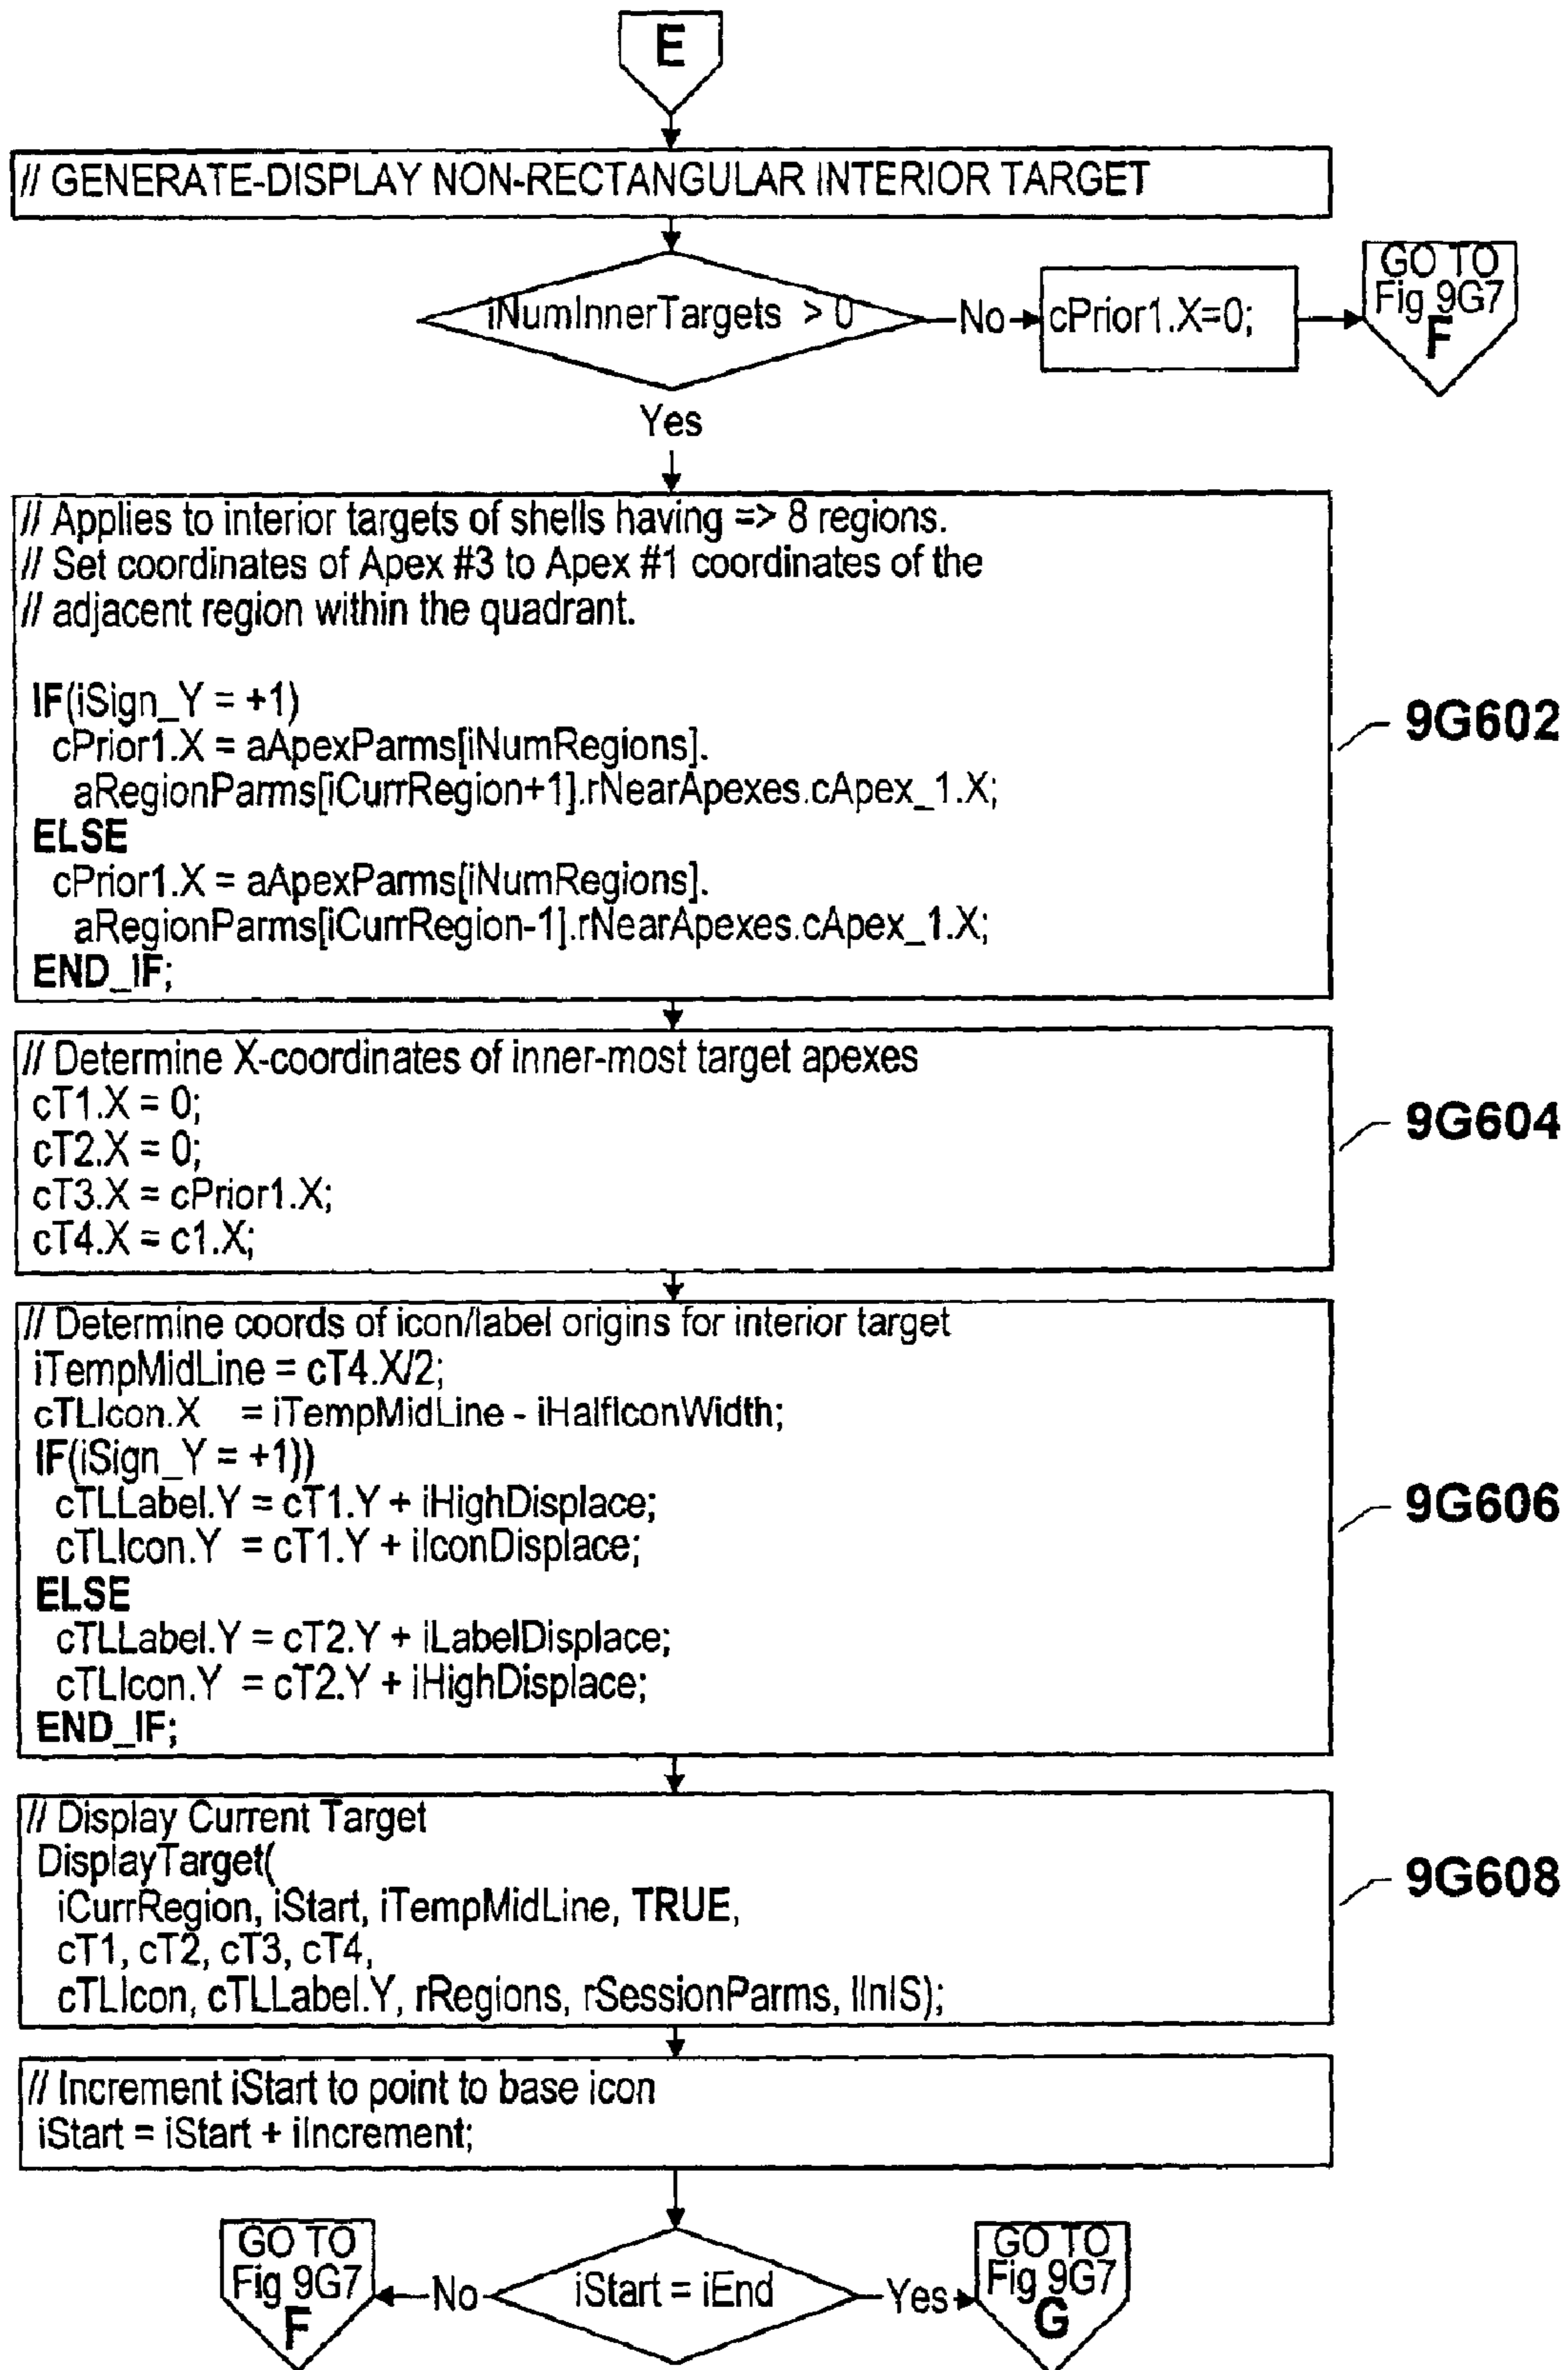 E
// GENERATE-DISPLAY NON-RECTANGULAR INTERIOR TARGET
iNumInnerTargets > 0
No
cPrior1.X=0;
GO TO
Fig 9G7
F
Yes
// Applies to interior targets of shells having => 8 regions.
// Set coordinates of Apex #3 to Apex #1 coordinates of the
// adjacent region within the quadrant.
IF(iSign_Y = +1)
cPrior1.X = aApexParms[iNumRegions].
aRegionParms[iCurrRegion+1].rNearApexes.cApex_1.X;
ELSE
cPrior1.X = aApexParms[iNumRegions].
aRegionParms[iCurrRegion-1].rNearApexes.cApex_1.X;
END_IF;
9G602
// Determine X-coordinates of inner-most target apexes
cT1.X = 0;
cT2.X = 0;
cT3.X = cPrior1.X;
cT4.X = c1.X;
9G604
// Determine coords of icon/label origins for interior target
iTempMidLine = cT4.X/2;
cTLIcon.X = iTempMidLine - iHalfIconWidth;
IF(iSign_Y = +1))
cTLLabel.Y = cT1.Y + iHighDisplace;
cTLIcon.Y = cT1.Y + iIconDisplace;
ELSE
cTLLabel.Y = cT2.Y + iLabelDisplace;
cTLIcon.Y = cT2.Y + iHighDisplace;
END_IF;
9G606
// Display Current Target
DisplayTarget(
iCurrRegion, iStart, iTempMidLine, TRUE,
cT1, cT2, cT3, cT4,
cTLIcon, cTLLabel.Y, rRegions, rSessionParms, lInIS);
9G608
// Increment iStart to point to base icon
iStart = iStart + iIncrement;
GO TO
Fig 9G7
F
No
iStart = iEnd
Yes
GO TO
Fig 9G7
G